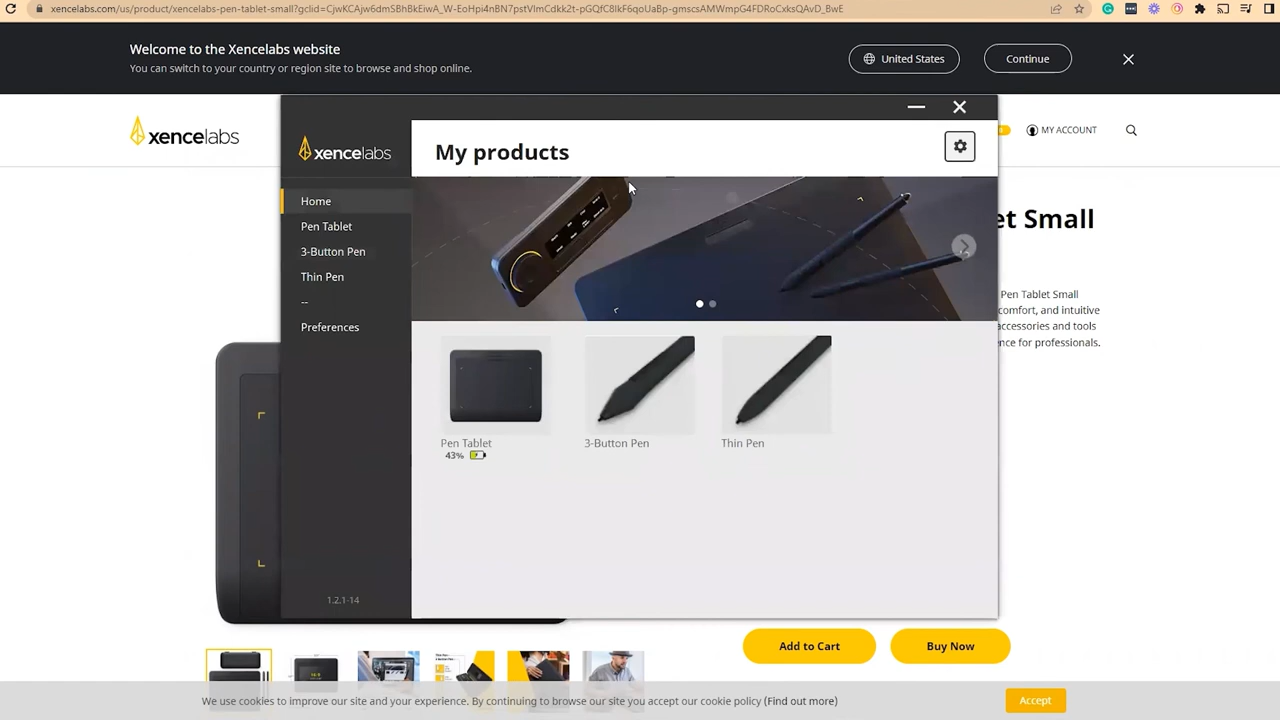 xencelabs.com/us/product/xencelabs-pen-tablet-small?gclid=CjwKCAjw6dmSBhBkEiwA_W-EoHpi4nBN7pstVlmCdkk2t-pGQfC8lkF6qoUaBp-gmscsAMWmpG4FDRoCxksQAvD_BwE
Welcome to the Xencelabs website
You can switch to your country or region site to browse and shop online.
United States
Continue
xencelabs
MY ACCOUNT
xencelabs
My products
Home
Pen Tablet
3-Button Pen
Thin Pen
--
Preferences
1.2.1-14
Pen Tablet
43%
3-Button Pen
Thin Pen
et Small
Pen Tablet Small
comfort, and intuitive
accessories and tools
ence for professionals.
Add to Cart
Buy Now
We use cookies to improve our site and your experience. By continuing to browse our site you accept our cookie policy (Find out more)
Accept